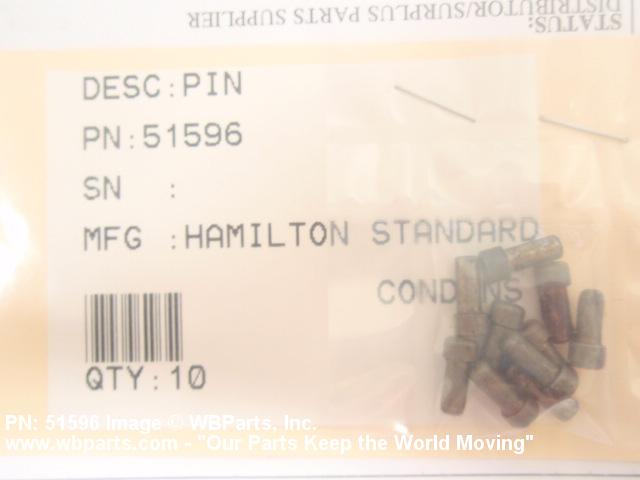 STATUS:
DISTRIBUTOR/SURPLUS PARTS SUPPLIER
DESC:PIN
PN:51596
SN :
MFG :HAMILTON STANDARD
QTY:10
PN: 51596 Image © WBParts, Inc.
www.wbparts.com - "Our Parts Keep the World Moving"